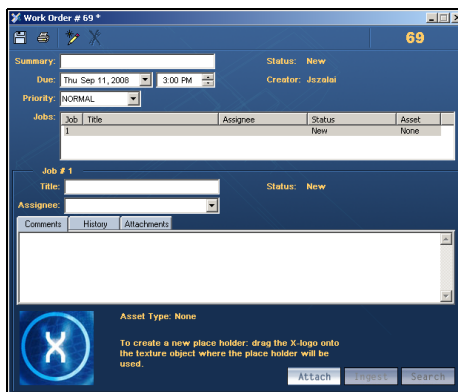 Work Order # 69 *
69
Summary: Status: New
Due: Thu Sep 11, 2008 3:00 PM Creator: Jszalai
Priority: NORMAL
Jobs: Job Title Assignee Status Asset
1 New None
Job # 1
Title: Status: New
Assignee:
Comments History Attachments
Asset Type: None
To create a new place holder: drag the X-logo onto
the texture object where the place holder will be
used.
Attach Ingest Search